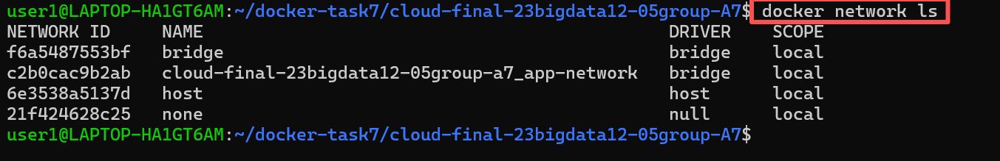 user1@LAPTOP-HA1GT6AM:~/docker-task7/cloud-final-23bigdata12-05group-A7$ docker network ls
NETWORK ID     NAME                                           DRIVER    SCOPE
f6a5487553bf   bridge                                         bridge    local
c2b0cac9b2ab   cloud-final-23bigdata12-05group-a7_app-network   bridge    local
6e3538a5137d   host                                           host      local
21f424628c25   none                                           null      local
user1@LAPTOP-HA1GT6AM:~/docker-task7/cloud-final-23bigdata12-05group-A7$